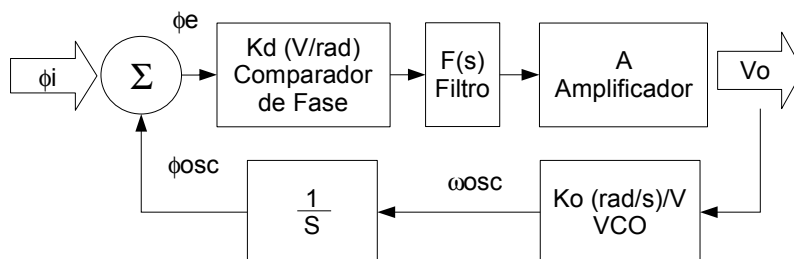 ϕe
ϕi
Σ
Kd (V/rad)
Comparador
de Fase
F(s)
Filtro
A
Amplificador
Vo
ϕosc
1
S
ωosc
Ko (rad/s)/V
VCO